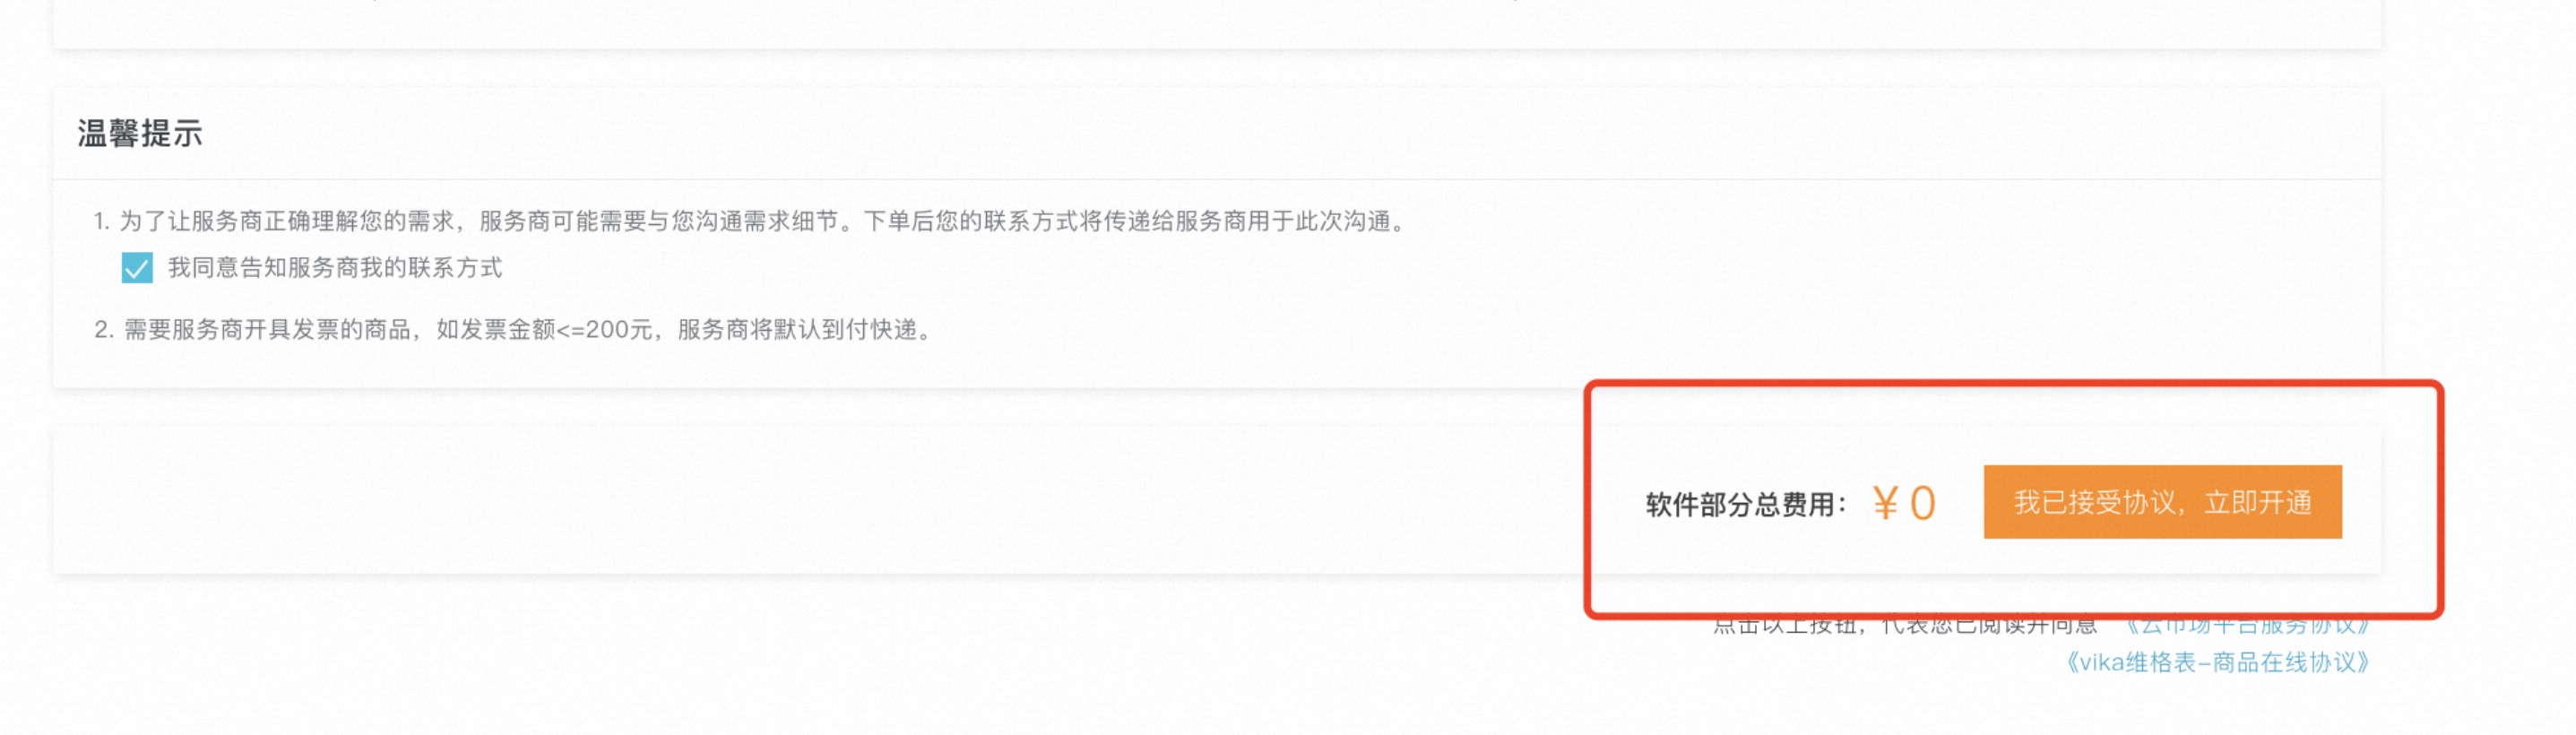 温馨提示
1. 为了让服务商正确理解您的需求，服务商可能需要与您沟通需求细节。下单后您的联系方式将传递给服务商用于此次沟通。
我同意告知服务商我的联系方式
2. 需要服务商开具发票的商品，如发票金额<=200元，服务商将默认到付快递。
软件部分总费用： ¥ 0 我已接受协议，立即开通
点击以上按钮，代表您已阅读并同意 《云市场平台服务协议》
《vika维格表-商品在线协议》